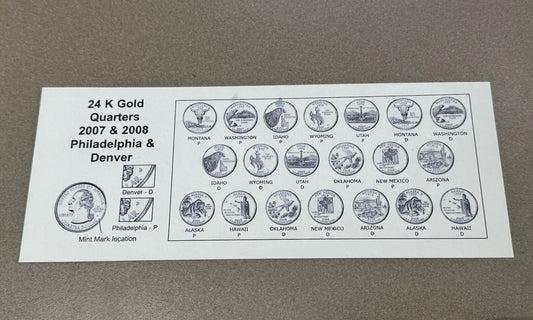 24 K Gold
Quarters
2007 & 2008
Philadelphia &
Denver
Denver - D
Philadelphia - P
Mint Mark location
MONTANA WASHINGTON IDAHO WYOMING UTAH MONTANA WASHINGTON
P P P P P D D
IDAHO WYOMING UTAH OKLAHOMA NEW MEXICO ARIZONA
D D D P P P
ALASKA HAWAII OKLAHOMA NEW MEXICO ARIZONA ALASKA HAWAII
P P D D D D D